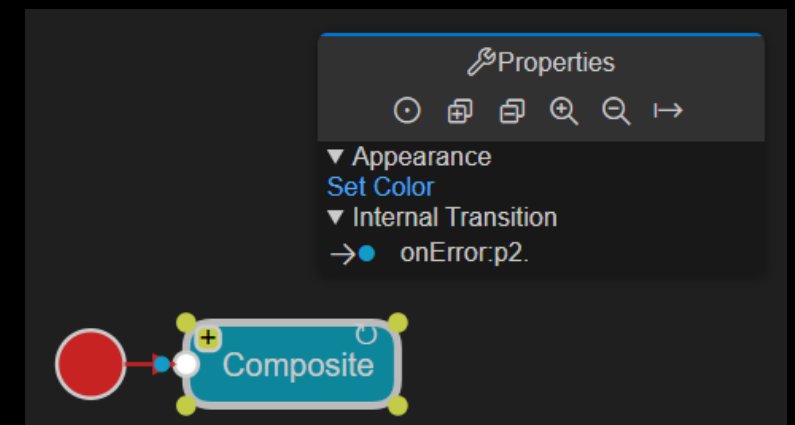 Properties
▼ Appearance
Set Color
▼ Internal Transition
onError:p2.
Composite